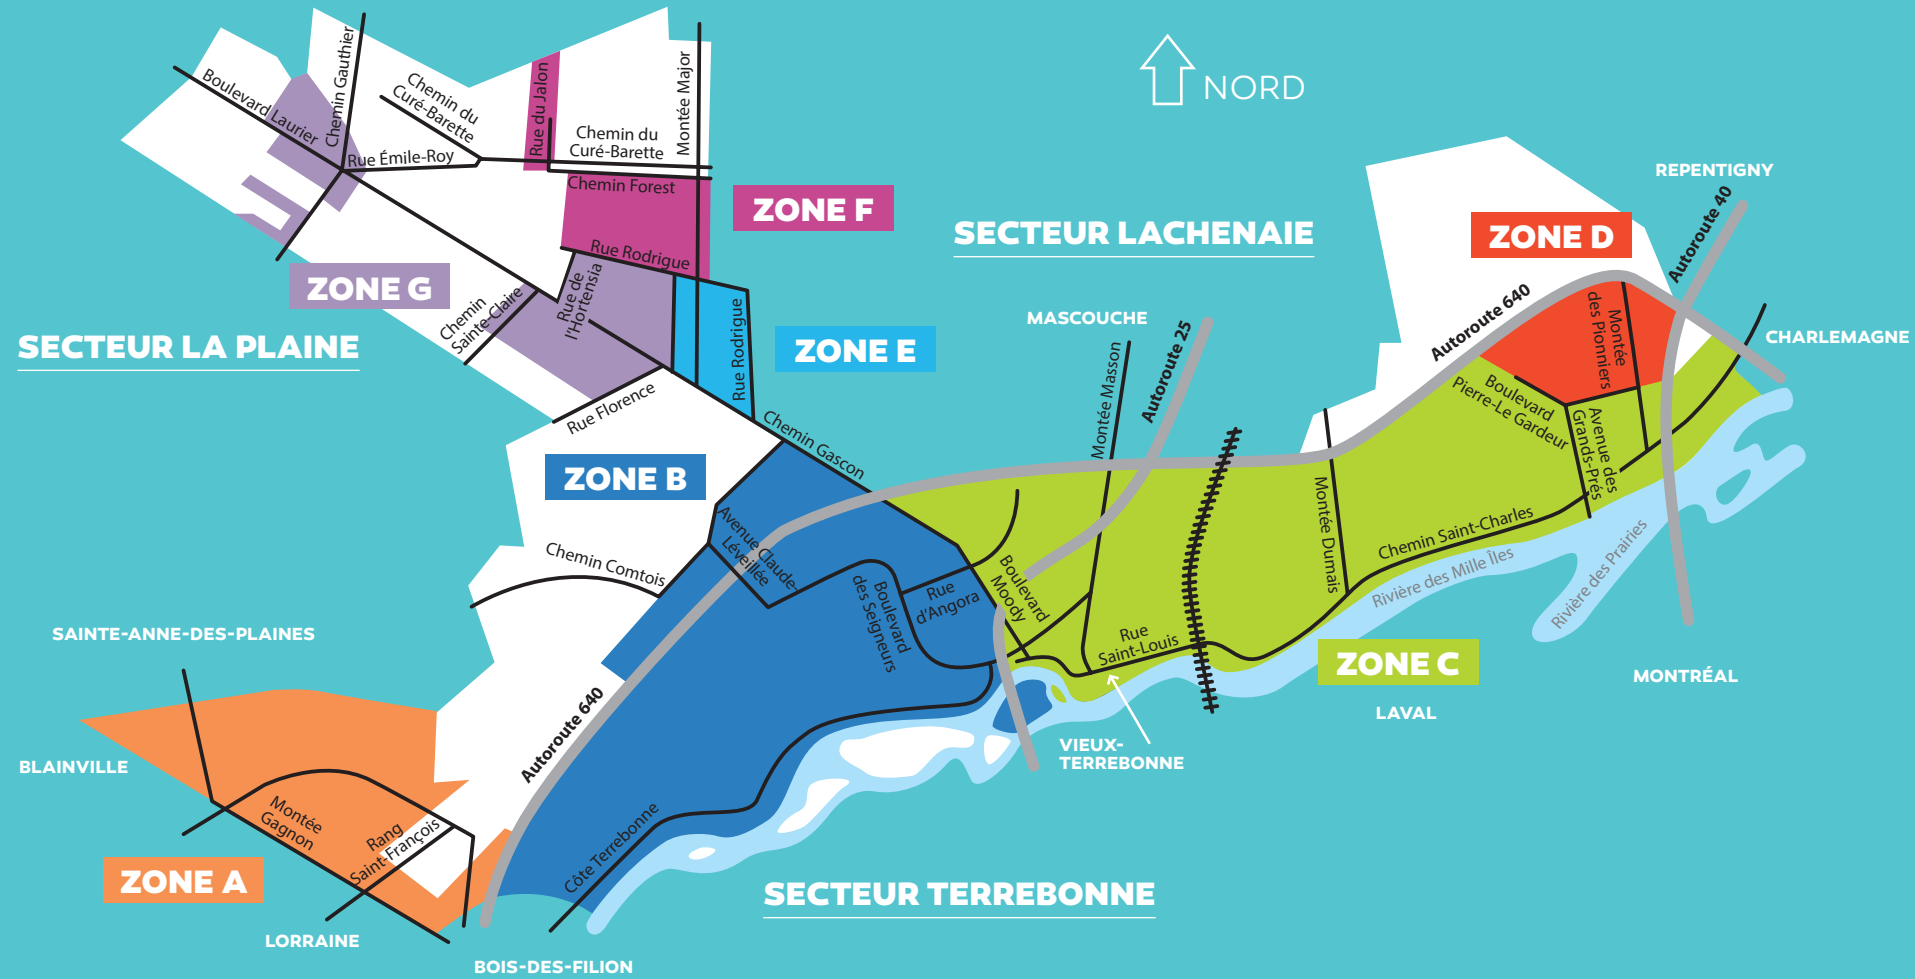 NORD
Boulevard Laurier
Chemin Gauthier
Chemin du
Curé-Barette
Rue Émile-Roy
Rue du Jalon
Chemin du
Curé-Barette
Montée Major
Chemin Forest
ZONE F
Rue Rodrigue
ZONE G
Chemin
Sainte-Claire
Rue de
l'Hortensia
Rue Rodrigue
ZONE E
SECTEUR LA PLAINE
Rue Florence
Chemin Gascon
SECTEUR LACHENAIE
REPENTIGNY
Autoroute 40
ZONE D
Autoroute 640
Montée
des Pionniers
CHARLEMAGNE
MASCOUCHE
Autoroute 25
Montée Masson
Boulevard
Pierre-Le Gardeur
Avenue des
Grands-Prés
ZONE B
Avenue Claude-
Léveillée
Chemin Comtois
Boulevard
des Seigneurs
Rue
d'Angora
Boulevard
Moody
Rue
Saint-Louis
Montée Dumais
Chemin Saint-Charles
Rivière des Mille Îles
Rivière des Prairies
ZONE C
MONTRÉAL
LAVAL
VIEUX-
TERREBONNE
SAINTE-ANNE-DES-PLAINES
BLAINVILLE
Autoroute 640
Montée
Gagnon
Rang
Saint-François
Côte Terrebonne
ZONE A
SECTEUR TERREBONNE
LORRAINE
BOIS-DES-FILION